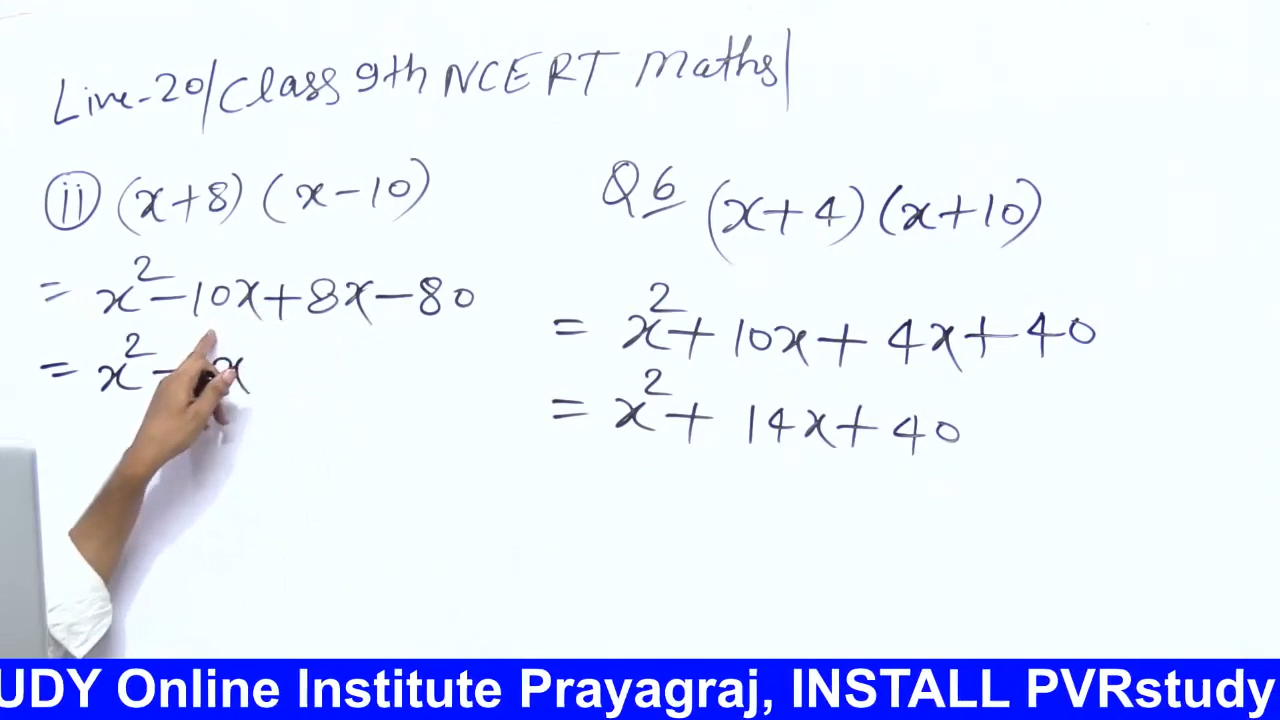 Live-20/Class 9th NCERT Maths|
(ii) (x+8) (x-10)
= x²-10x+8x-80
= x²- x
Q6 (x+4)(x+10)
= x²+10x+4x+40
= x²+14x+40
UDY Online Institute Prayagraj, INSTALL PVRstudy